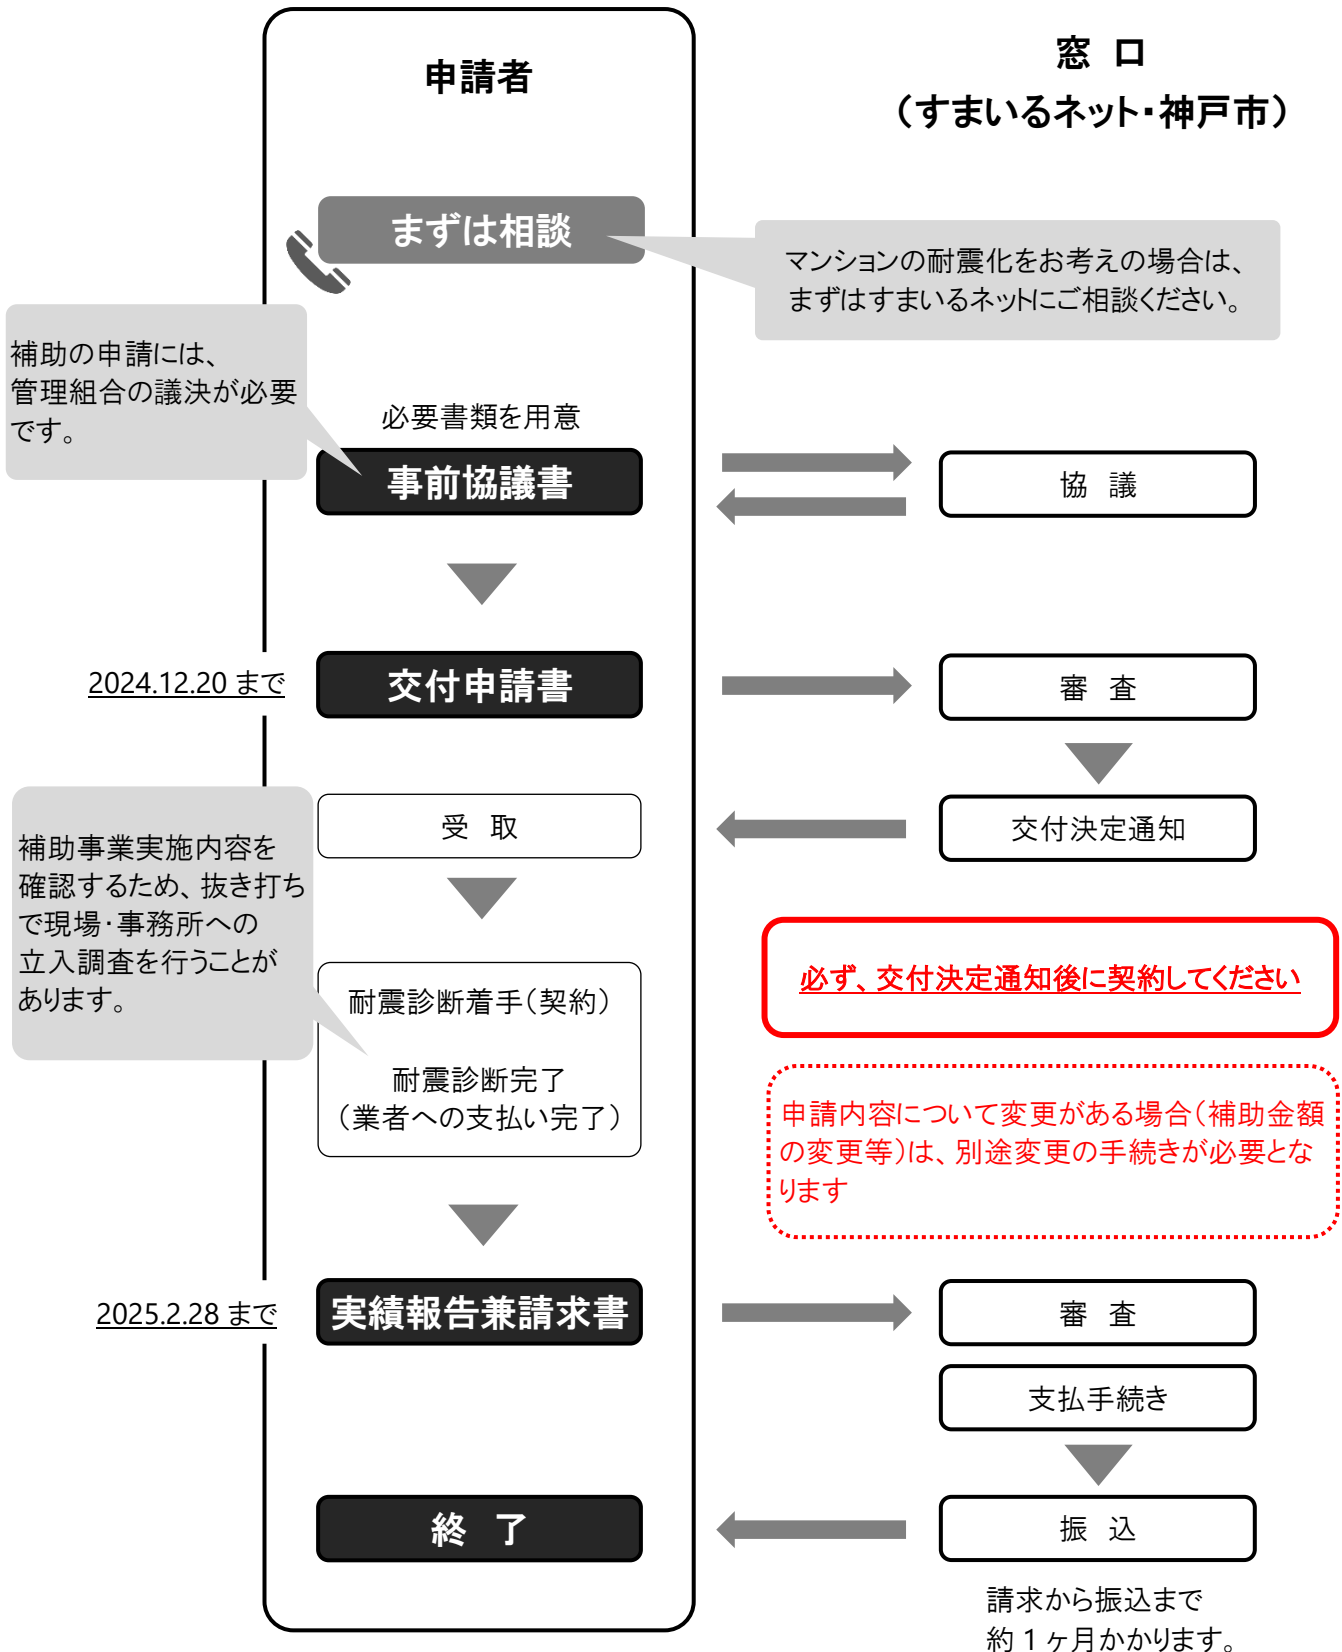 申請者
窓 口
（すまいるネット・神戸市）
まずは相談
マンションの耐震化をお考えの場合は、
まずはすまいるネットにご相談ください。
補助の申請には、
管理組合の議決が必要
です。
必要書類を用意
事前協議書
協 議
2024.12.20 まで
交付申請書
審 査
受 取
交付決定通知
補助事業実施内容を
確認するため、抜き打ち
で現場・事務所への
立入調査を行うことが
あります。
必ず、交付決定通知後に契約してください
耐震診断着手（契約）
耐震診断完了
（業者への支払い完了）
申請内容について変更がある場合（補助金額
の変更等）は、別途変更の手続きが必要とな
ります
2025.2.28 まで
実績報告兼請求書
審 査
支払手続き
終 了
振 込
請求から振込まで
約 1 ヶ月かかります。